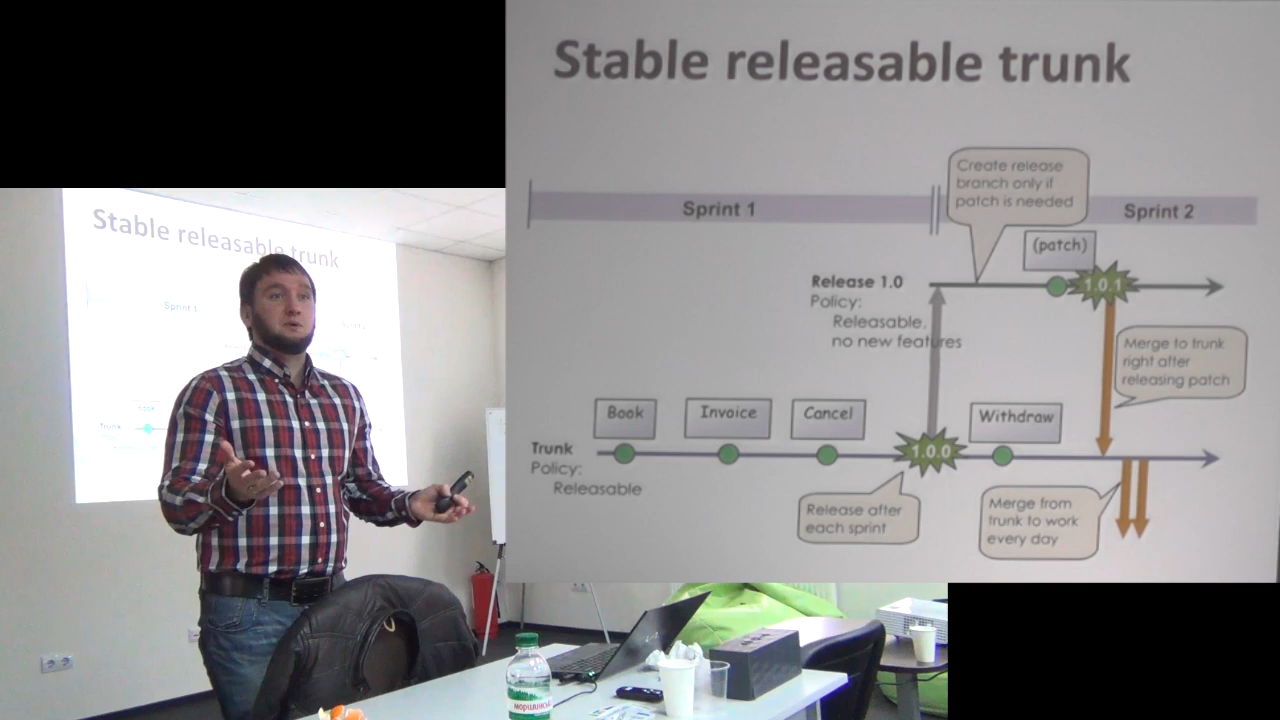 Stable releasable trunk
Sprint 1
Sprint 2
Create release
branch only if
patch is needed
(patch)
Release 1.0
1.0.1
Policy:
Releasable,
no new features
Merge to trunk
right after
releasing patch
Book
Invoice
Cancel
Withdraw
Trunk
1.0.0
Policy:
Releasable
Release after
each sprint
Merge from
trunk to work
every day
Stable releasable trunk
Sprint 1
Book
Trunk